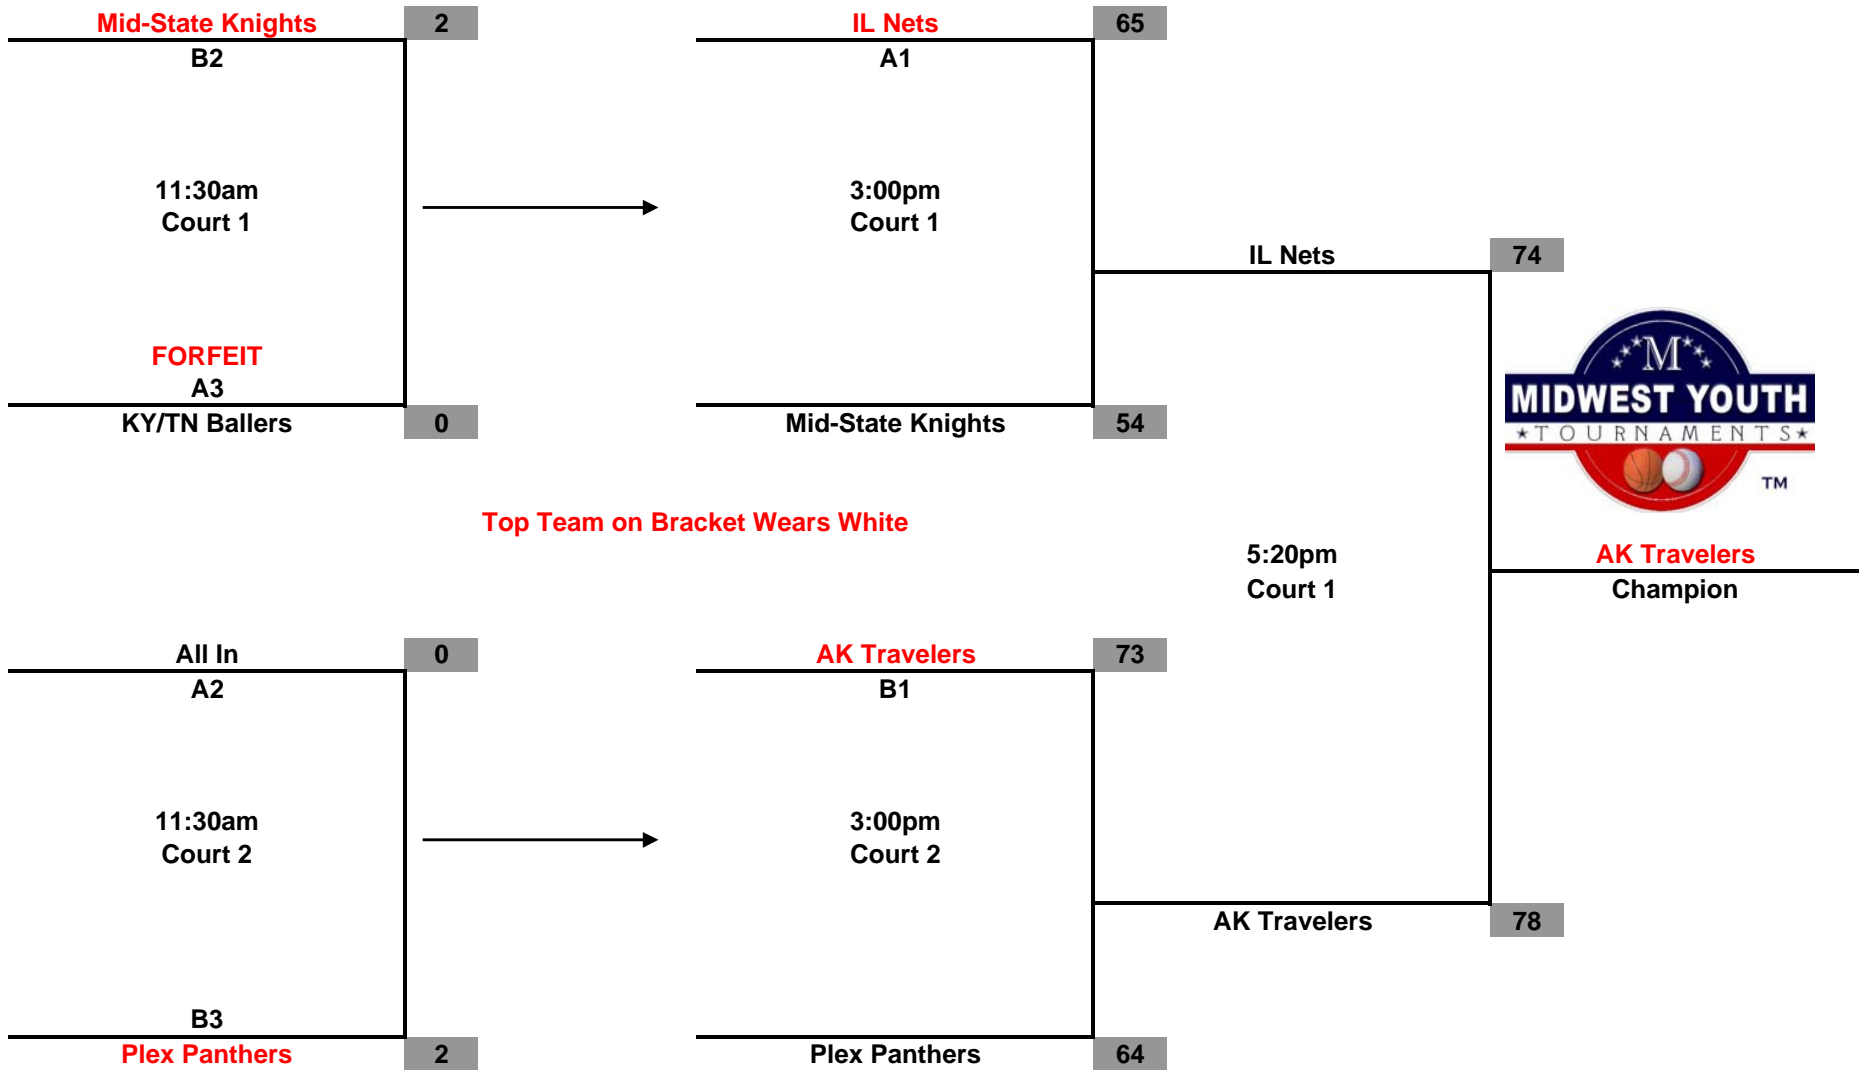 Mid-State Knights 2
B2
11:30am
Court 1
FORFEIT
A3
KY/TN Ballers 0
IL Nets 65
A1
3:00pm
Court 1
Mid-State Knights 54
IL Nets 74
M
MIDWEST YOUTH
★TOURNAMENTS★
TM
Top Team on Bracket Wears White
5:20pm
Court 1
AK Travelers
Champion
All In 0
A2
11:30am
Court 2
B3
Plex Panthers 2
AK Travelers 73
B1
3:00pm
Court 2
Plex Panthers 64
AK Travelers 78